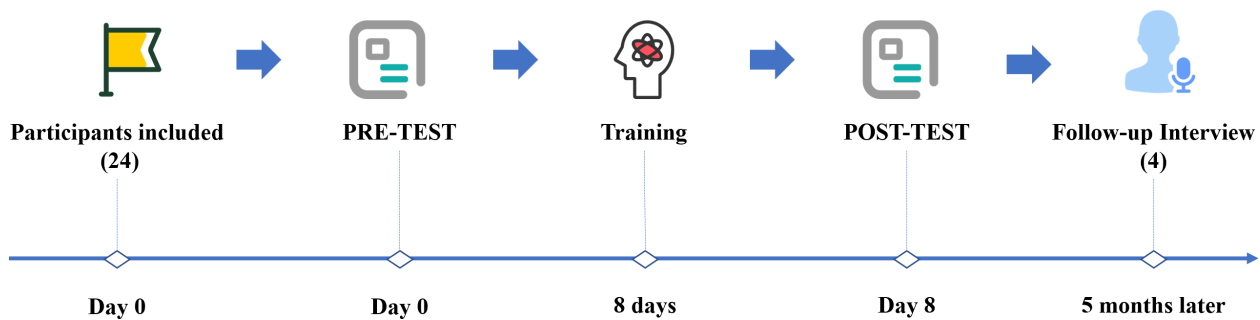 Participants included
(24)
PRE-TEST
Training
POST-TEST
Follow-up Interview
(4)
Day 0
Day 0
8 days
Day 8
5 months later